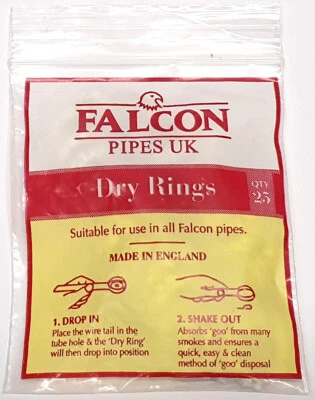 FALCON
PIPES UK
Dry Rings
QTY
25
Suitable for use in all Falcon pipes.
MADE IN ENGLAND
1. DROP IN
Place the wire tail in the
tube hole & the 'Dry Ring'
will then drop into position
2. SHAKE OUT
Absorbs 'goo' from many
smokes and ensures a
quick, easy & clean
method of 'goo' disposal